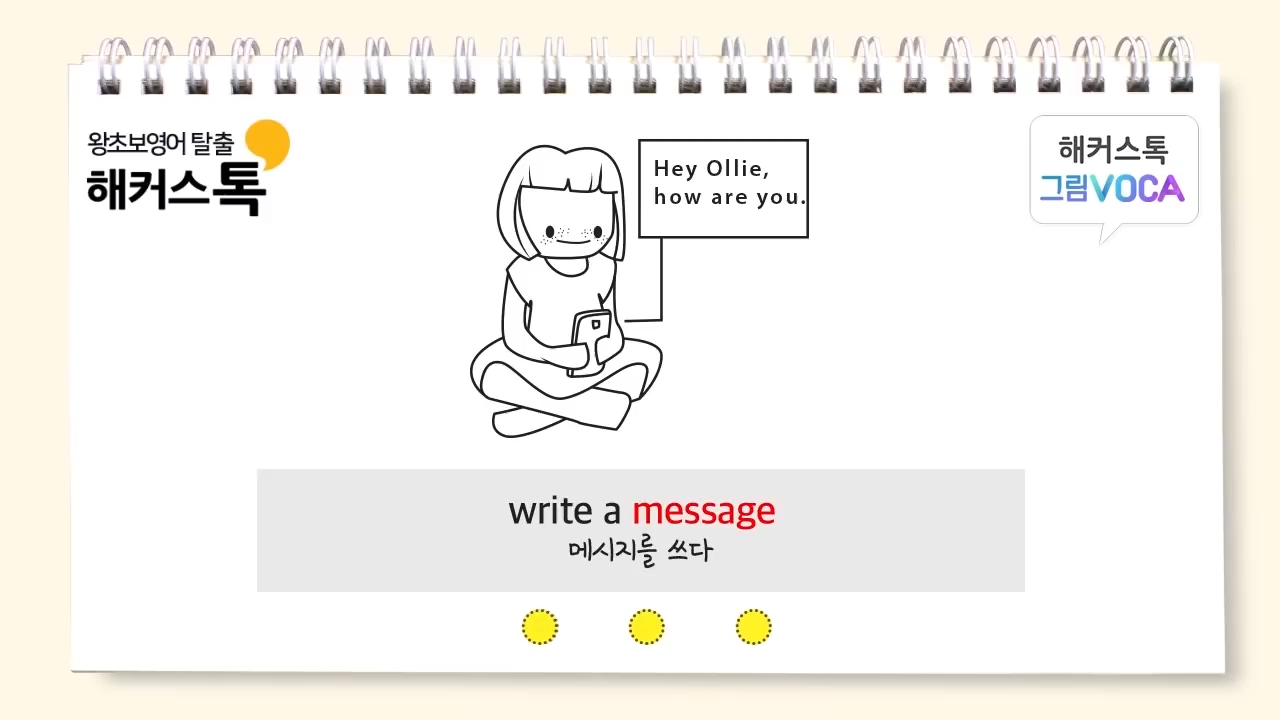 왕초보영어 탈출
해커스톡
Hey Ollie,
how are you.
해커스톡
그림VOCA
write a message
메시지를 쓰다